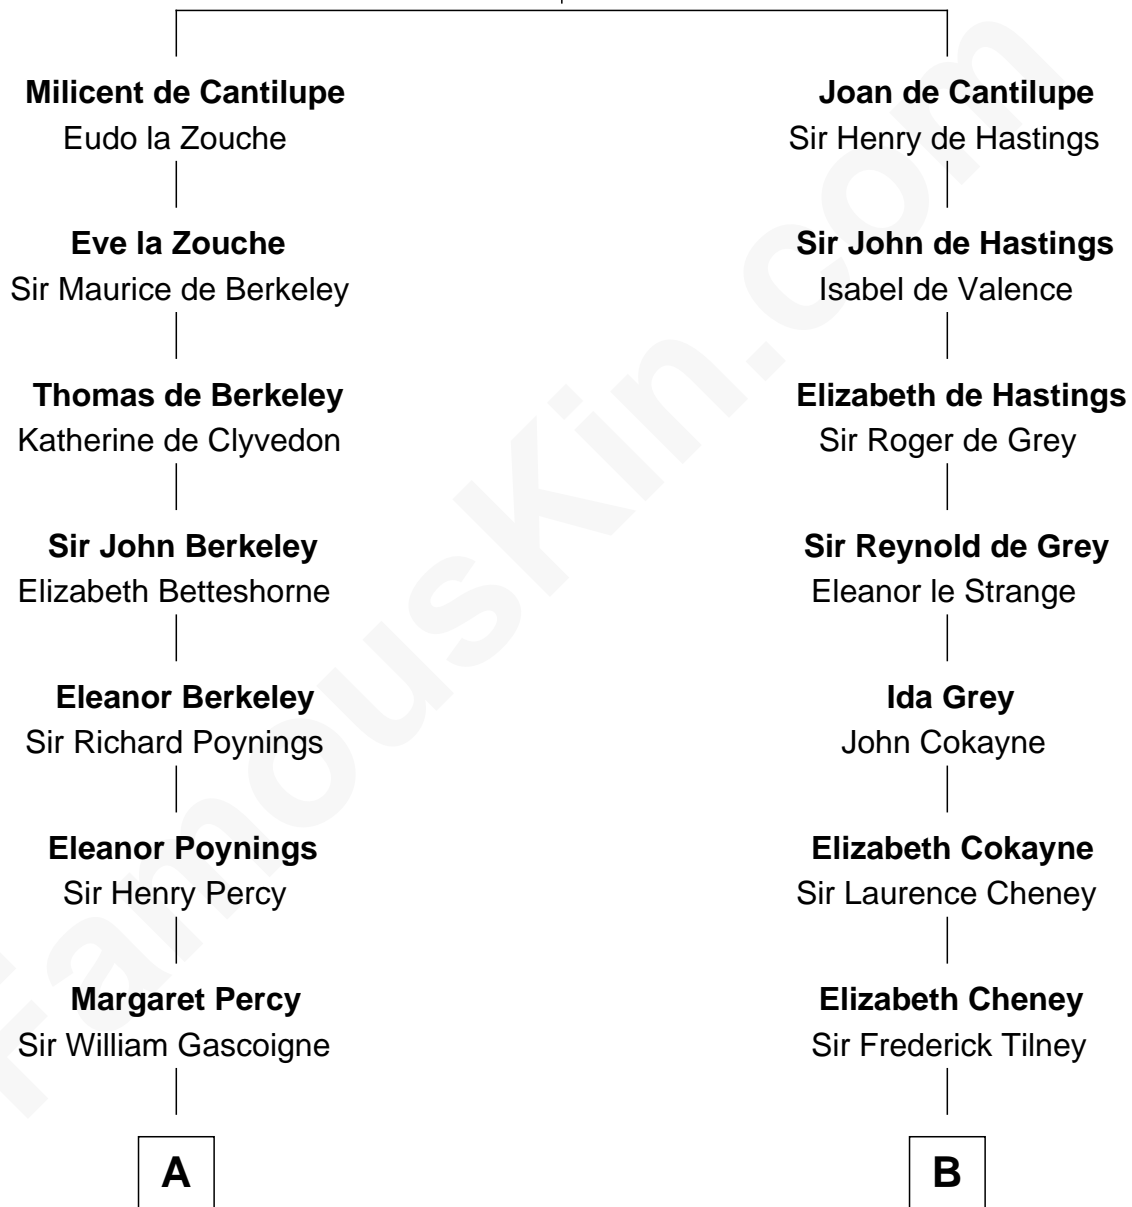 Milicent de Cantilupe
Eudo la Zouche
Eve la Zouche
Sir Maurice de Berkeley
Thomas de Berkeley
Katherine de Clyvedon
Sir John Berkeley
Elizabeth Betteshorne
Eleanor Berkeley
Sir Richard Poynings
Eleanor Poynings
Sir Henry Percy
Margaret Percy
Sir William Gascoigne
A
Joan de Cantilupe
Sir Henry de Hastings
Sir John de Hastings
Isabel de Valence
Elizabeth de Hastings
Sir Roger de Grey
Sir Reynold de Grey
Eleanor le Strange
Ida Grey
John Cokayne
Elizabeth Cokayne
Sir Laurence Cheney
Elizabeth Cheney
Sir Frederick Tilney
B
FamousKin.com